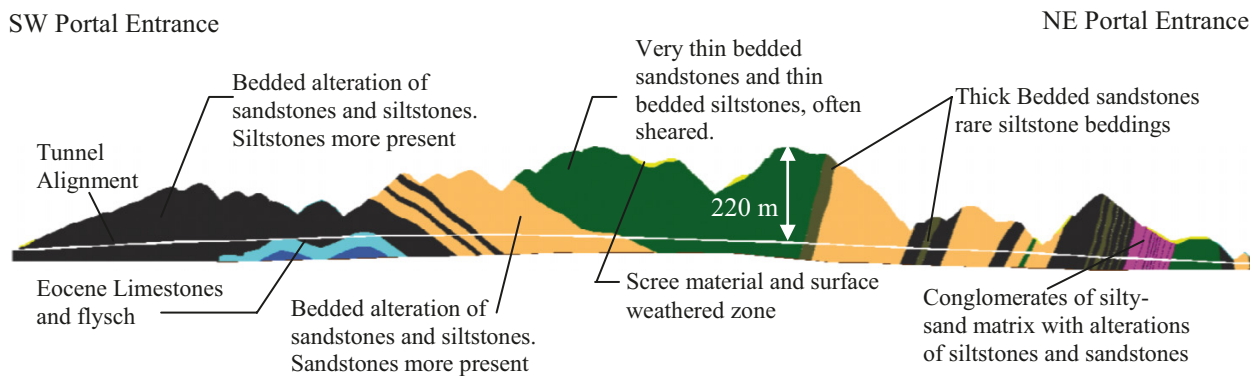 SW Portal Entrance
NE Portal Entrance
Bedded alteration of
sandstones and siltstones.
Siltstones more present
Very thin bedded
sandstones and thin
bedded siltstones, often
sheared.
Thick Bedded sandstones
rare siltstone beddings
Tunnel
Alignment
220 m
Eocene Limestones
and flysch
Bedded alteration of
sandstones and siltstones.
Sandstones more present
Scree material and surface
weathered zone
Conglomerates of silty-
sand matrix with alterations
of siltstones and sandstones